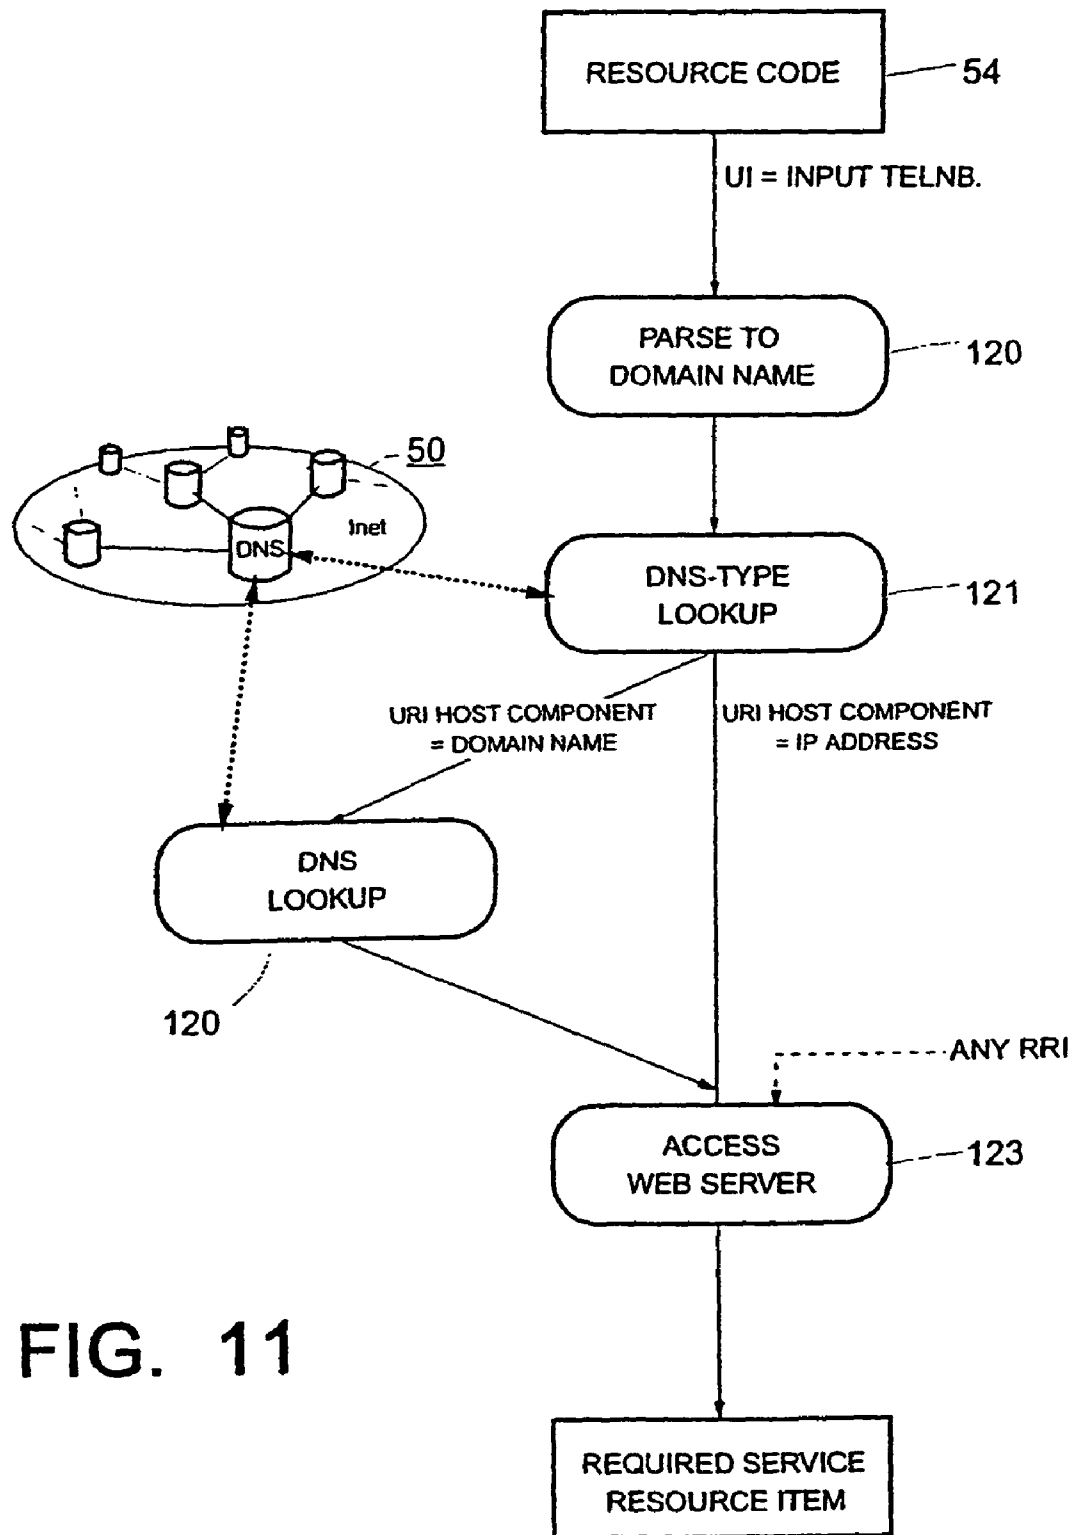 RESOURCE CODE
54
UI = INPUT TELNB.
PARSE TO
DOMAIN NAME
120
50
Inet
DNS
DNS-TYPE
LOOKUP
121
URI HOST COMPONENT
= DOMAIN NAME
URI HOST COMPONENT
= IP ADDRESS
DNS
LOOKUP
120
ANY RRI
ACCESS
WEB SERVER
123
FIG. 11
REQUIRED SERVICE
RESOURCE ITEM